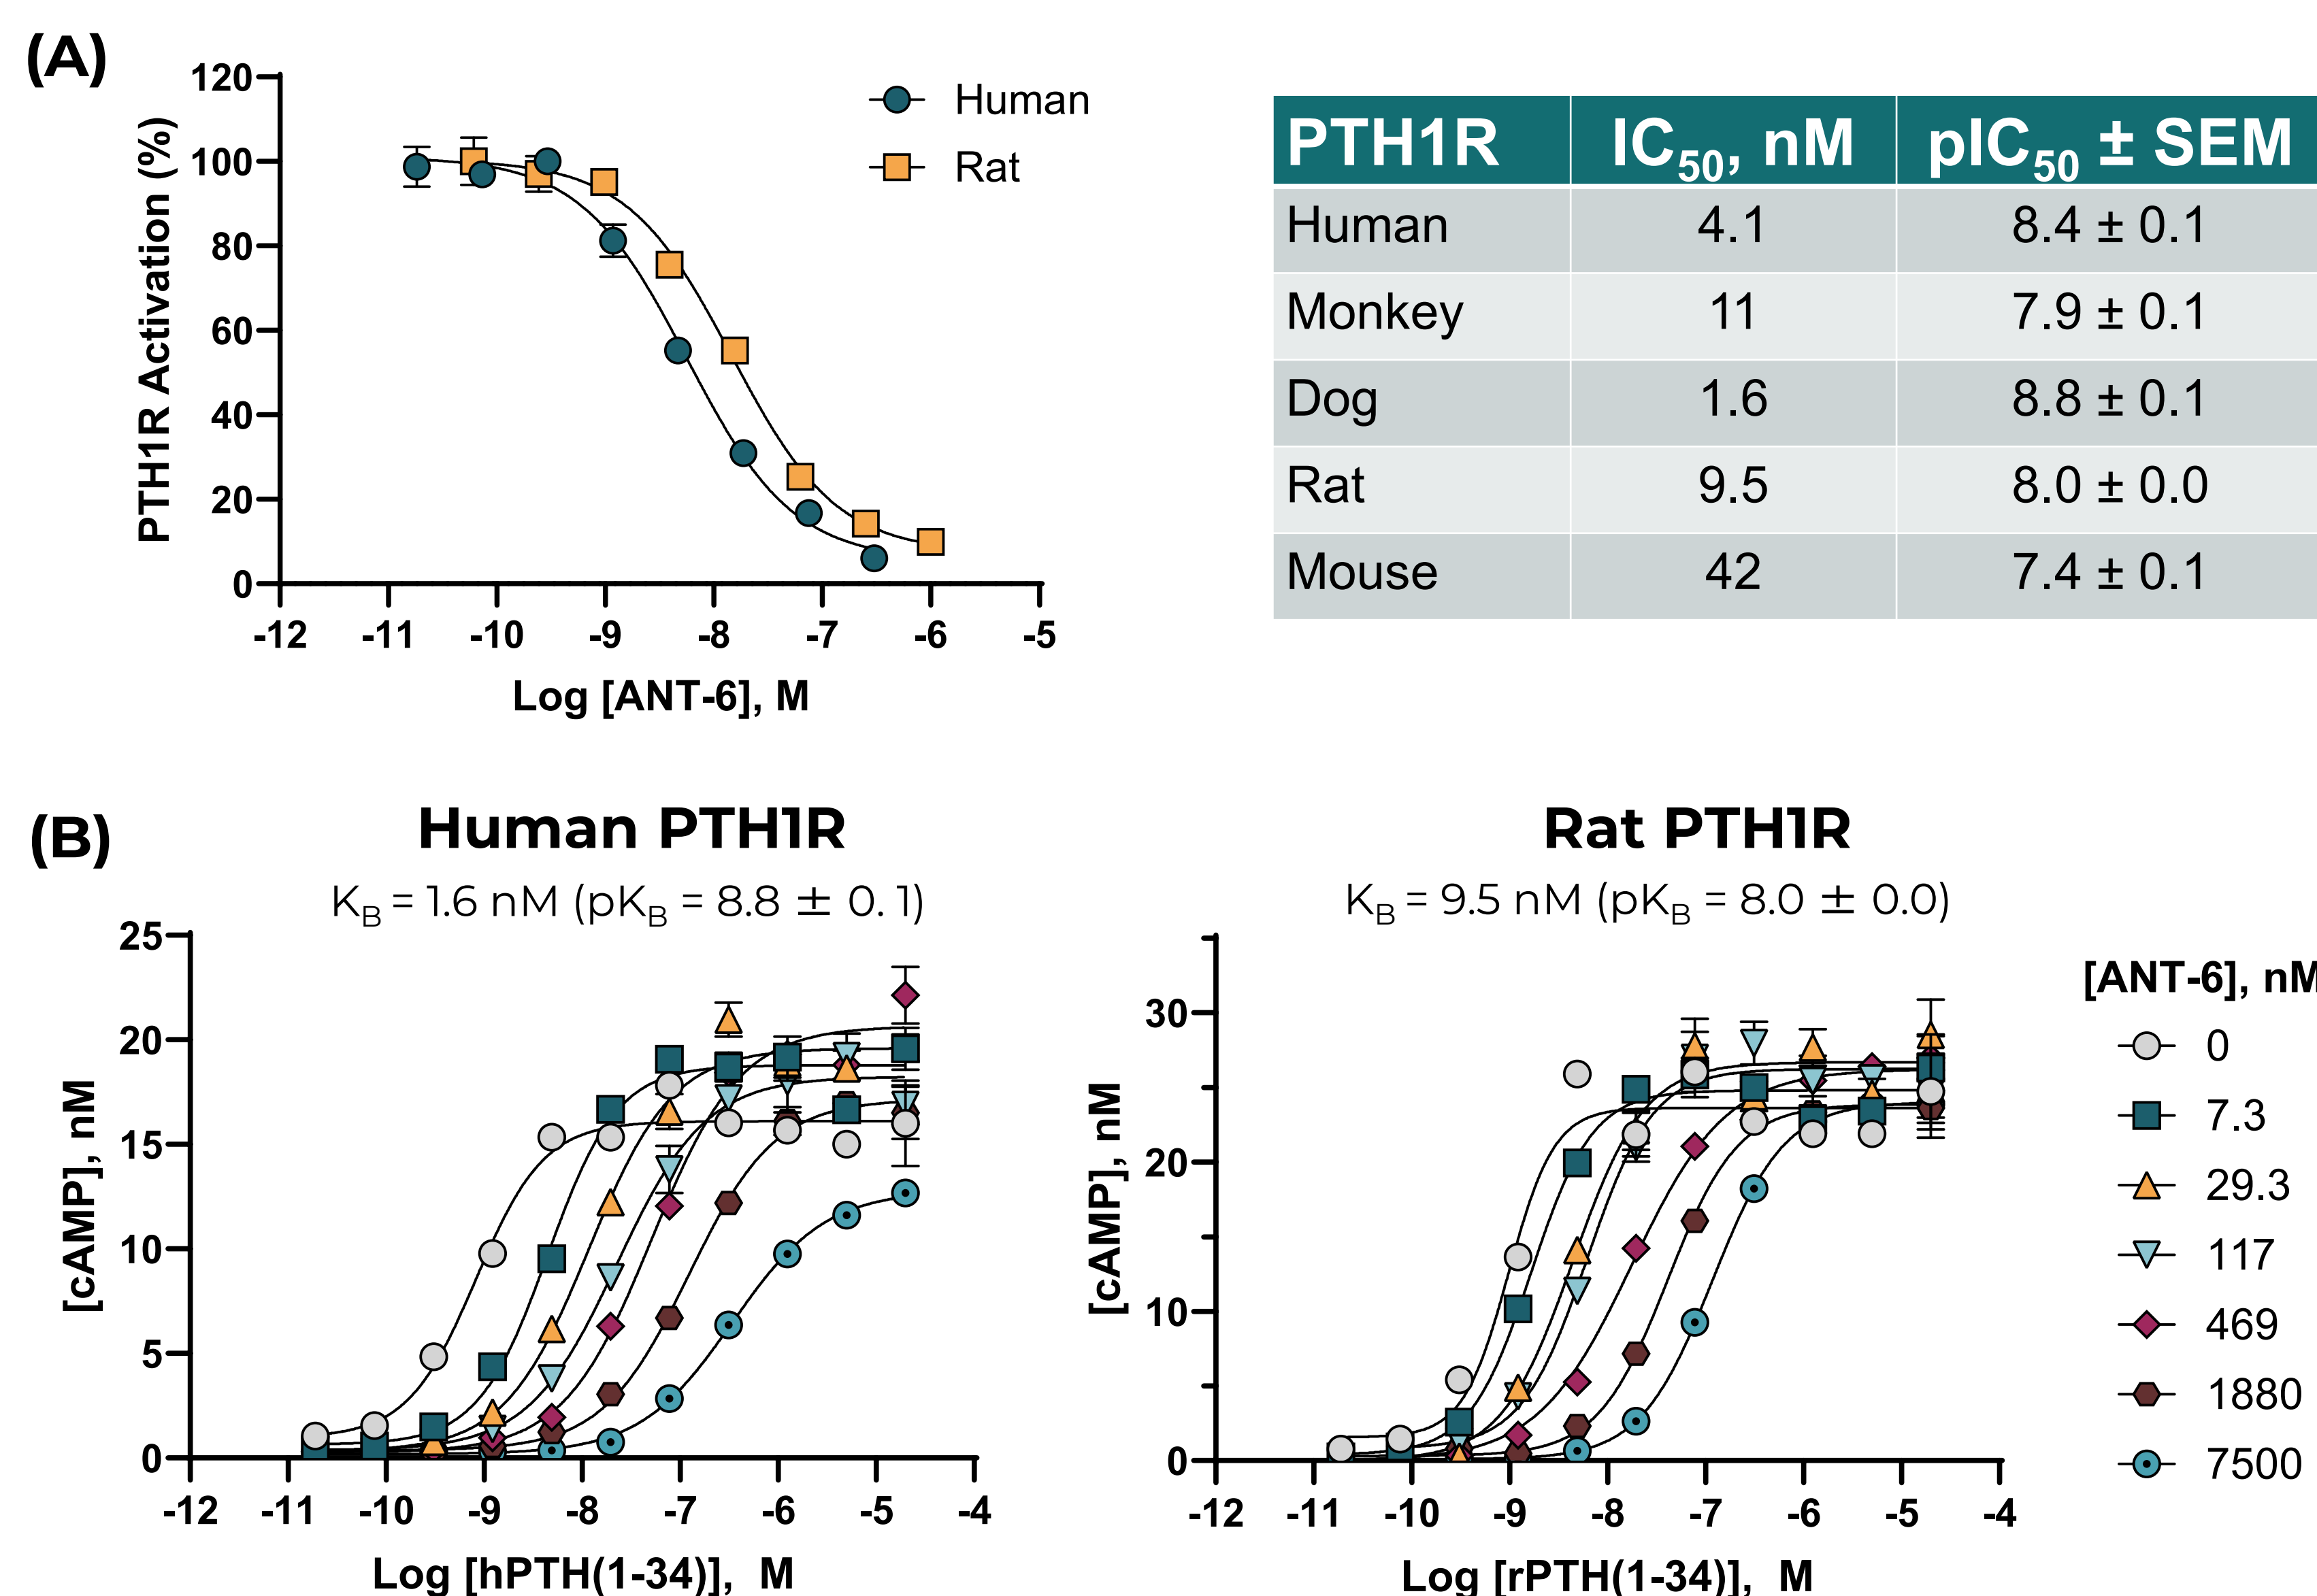 (A)
120
100
80
60
40
20
0
PTH1R Activation (%)
-12 -11 -10 -9 -8 -7 -6 -5
Log [ANT-6], M
Human
Rat
PTH1R IC50, nM pIC50 ± SEM
Human 4.1 8.4 ± 0.1
Monkey 11 7.9 ± 0.1
Dog 1.6 8.8 ± 0.1
Rat 9.5 8.0 ± 0.0
Mouse 42 7.4 ± 0.1
(B)
Human PTH1R
KB = 1.6 nM (pKB = 8.8 ± 0.1)
25
20
15
10
5
0
[cAMP], nM
-12 -11 -10 -9 -8 -7 -6 -5 -4
Log [hPTH(1-34)], M
Rat PTH1R
KB = 9.5 nM (pKB = 8.0 ± 0.0)
30
20
10
0
[cAMP], nM
-12 -11 -10 -9 -8 -7 -6 -5 -4
Log [rPTH(1-34)], M
[ANT-6], nM
0
7.3
29.3
117
469
1880
7500